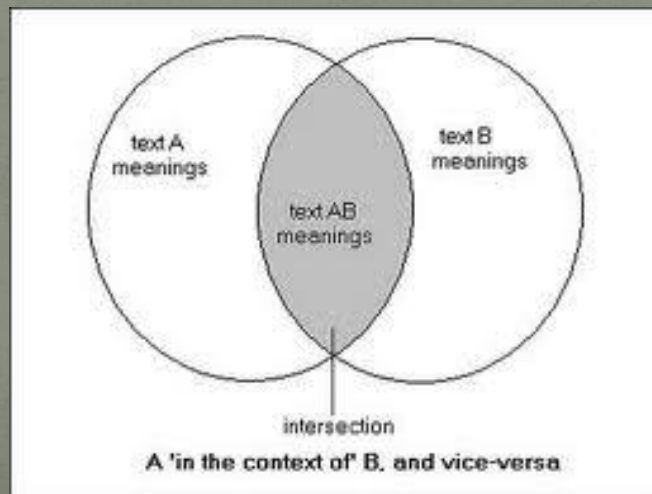 text A
meanings
text B
meanings
text AB
meanings
intersection
A 'in the context of' B, and vice-versa